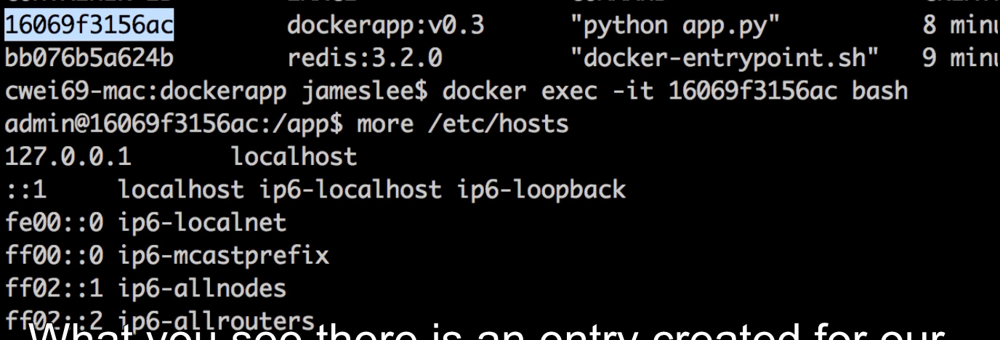 16069f3156ac dockerapp:v0.3 "python app.py" 8
bb076b5a624b redis:3.2.0 "docker-entrypoint.sh" 9
cwei69-mac:dockerapp jameslee$ docker exec -it 16069f3156ac bash
admin@16069f3156ac:/app$ more /etc/hosts
127.0.0.1 localhost
::1 localhost ip6-localhost ip6-loopback
fe00::0 ip6-localnet
ff00::0 ip6-mcastprefix
ff02::1 ip6-allnodes
ff02::2 ip6-allrouters
What you see there is an entry created for our